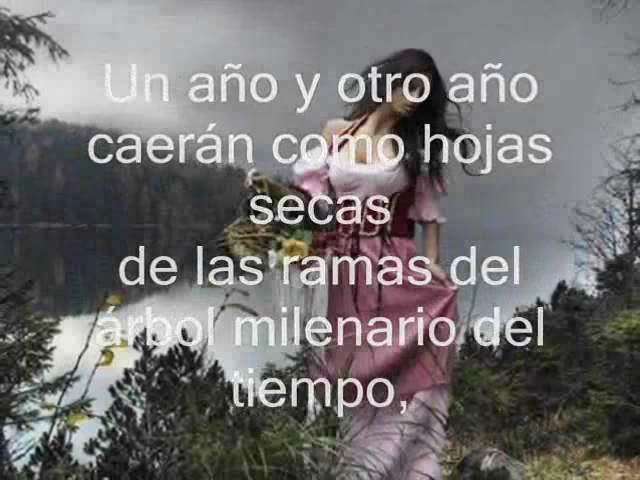 Un año y otro año
caerán como hojas
secas
de las ramas del
árbol milenario del
tiempo,